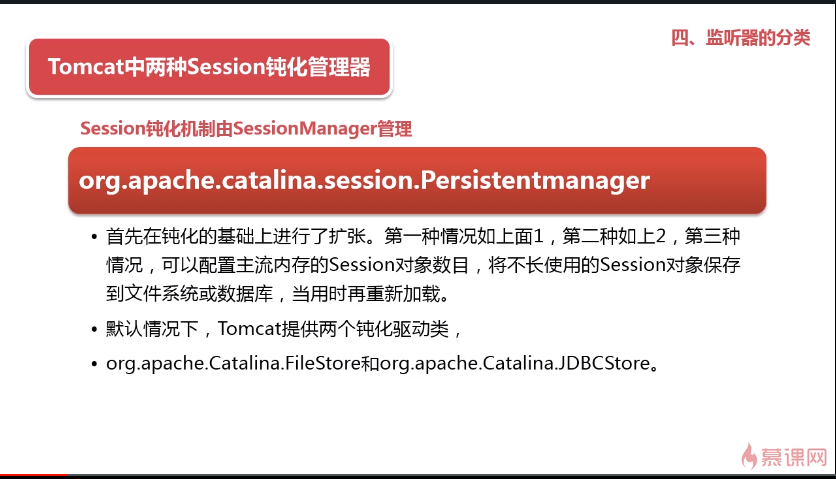 四、监听器的分类
Tomcat中两种Session钝化管理器
Session钝化机制由SessionManager管理
org.apache.catalina.session.Persistentmanager
• 首先在钝化的基础上进行了扩张。第一种情况如上面1，第二种如上2，第三种
情况，可以配置主流内存的Session对象数目，将不长使用的Session对象保存
到文件系统或数据库，当用时再重新加载。
• 默认情况下，Tomcat提供两个钝化驱动类，
• org.apache.Catalina.FileStore和org.apache.Catalina.JDBCStore。
慕课网